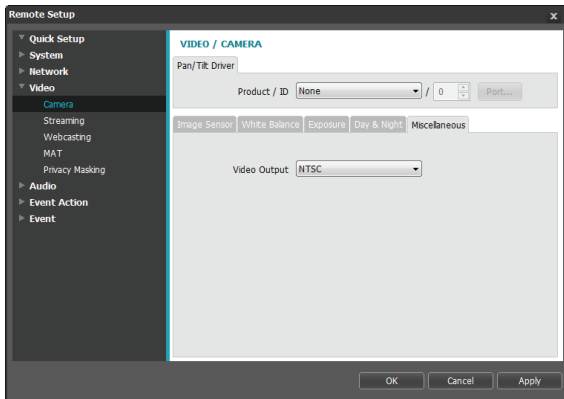 Remote Setup x
Quick Setup
System
Network
Video
Camera
Streaming
Webcasting
MAT
Privacy Masking
Audio
Event Action
Event
VIDEO / CAMERA
Pan/Tilt Driver
Product / ID None / 0 Port...
Image Sensor White Balance Exposure Day & Night Miscellaneous
Video Output NTSC
OK Cancel Apply